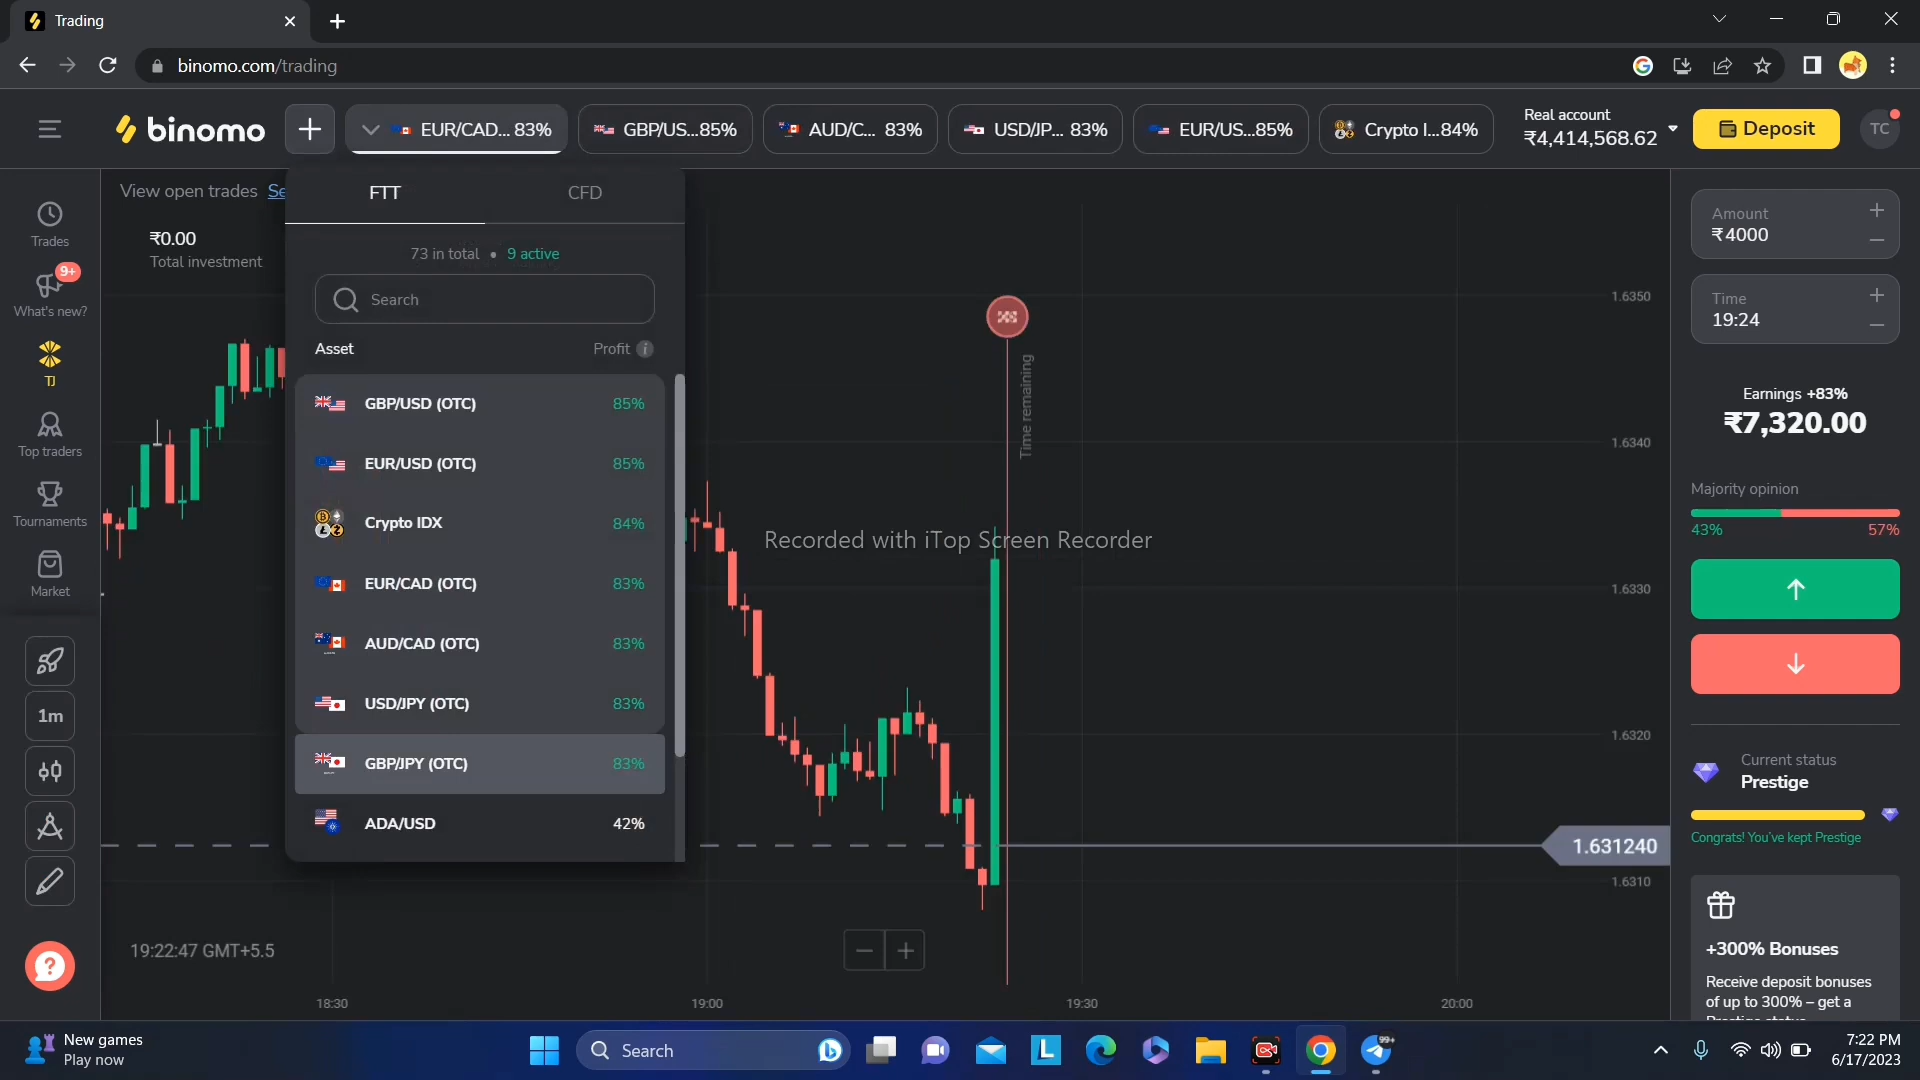 Trading
binomo.com/trading
binomo
EUR/CAD... 83%
GBP/US...85%
AUD/C... 83%
USD/JP... 83%
EUR/US...85%
Crypto I...84%
Real account
₹4,414,568.62
Deposit
TC
View open trades Se
₹0.00
Total investment
Trades
9+
What's new?
TJ
Top traders
Tournaments
Market
1m
FTT
CFD
73 in total • 9 active
Search
Asset
Profit
GBP/USD (OTC) 85%
EUR/USD (OTC) 85%
Crypto IDX 84%
EUR/CAD (OTC) 83%
AUD/CAD (OTC) 83%
USD/JPY (OTC) 83%
GBP/JPY (OTC) 83%
ADA/USD 42%
Time remaining
Recorded with iTop Screen Recorder
1.6350
1.6340
1.6330
1.6320
1.631240
1.6310
19:22:47 GMT+5.5
18:30
19:00
19:30
20:00
Amount
₹4000
Time
19:24
Earnings +83%
₹7,320.00
Majority opinion
43% 57%
Current status
Prestige
Congrats! You've kept Prestige
+300% Bonuses
Receive deposit bonuses
of up to 300% – get a
New games
Play now
Search
99+
7:22 PM
6/17/2023